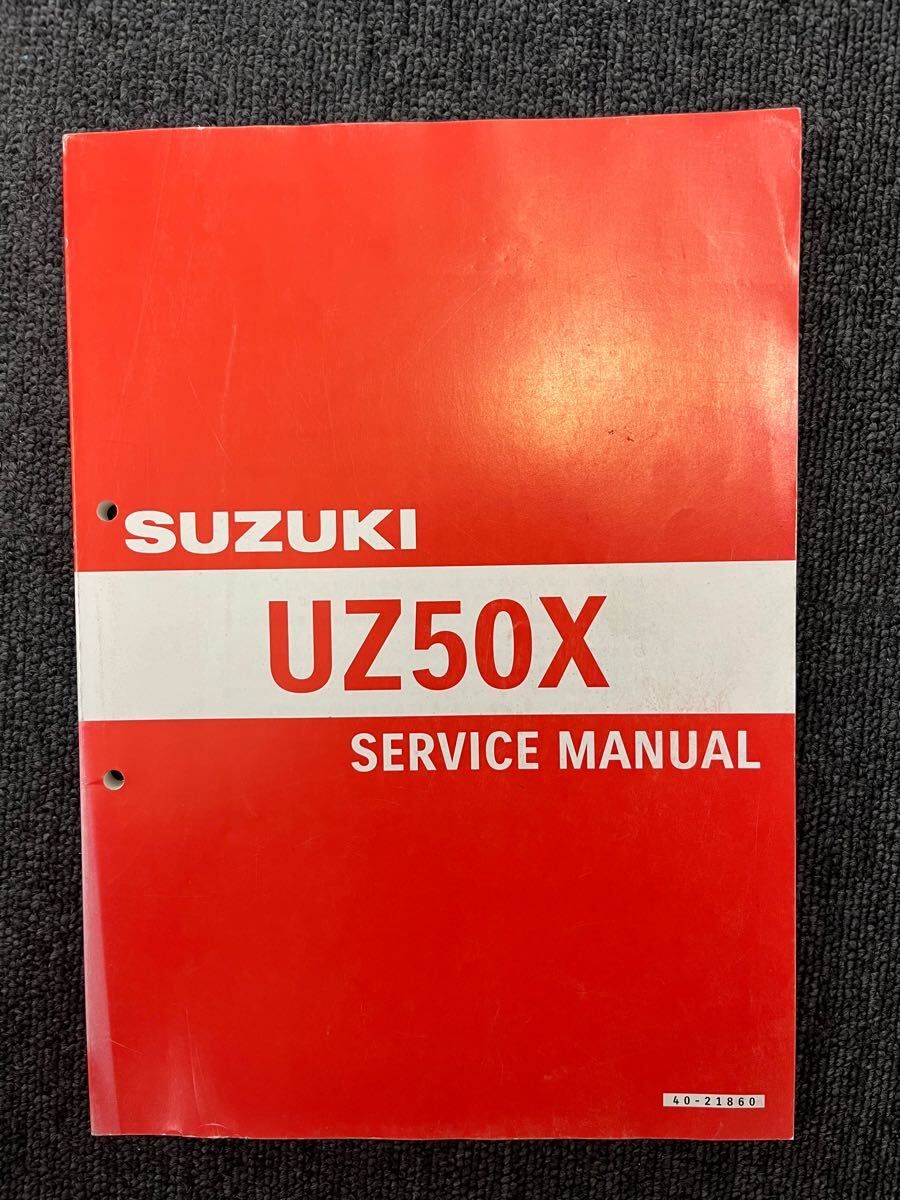 SUZUKI
UZ50X
SERVICE MANUAL
40-21860